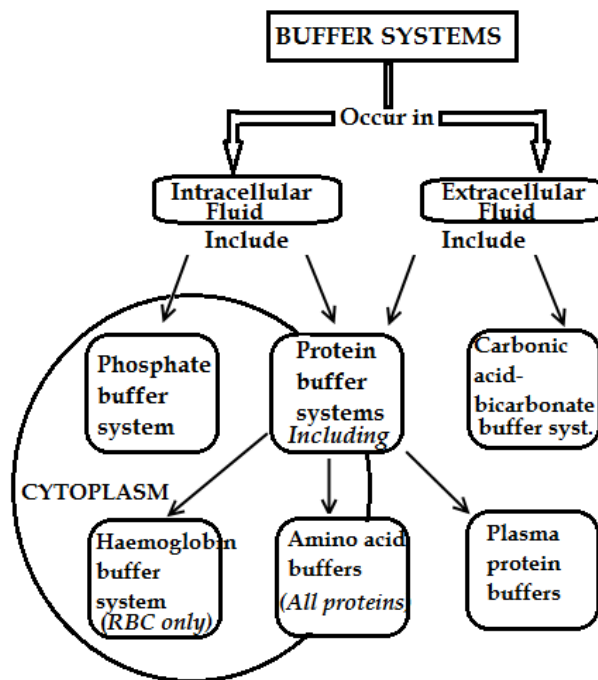 BUFFER SYSTEMS
Occur in
Intracellular
Fluid
Extracellular
Fluid
Include
Include
Phosphate
buffer
system
Protein
buffer
systems
Including
Carbonic
acid-
bicarbonate
buffer syst.
CYTOPLASM
Haemoglobin
buffer
system
(RBC only)
Amino acid
buffers
(All proteins)
Plasma
protein
buffers